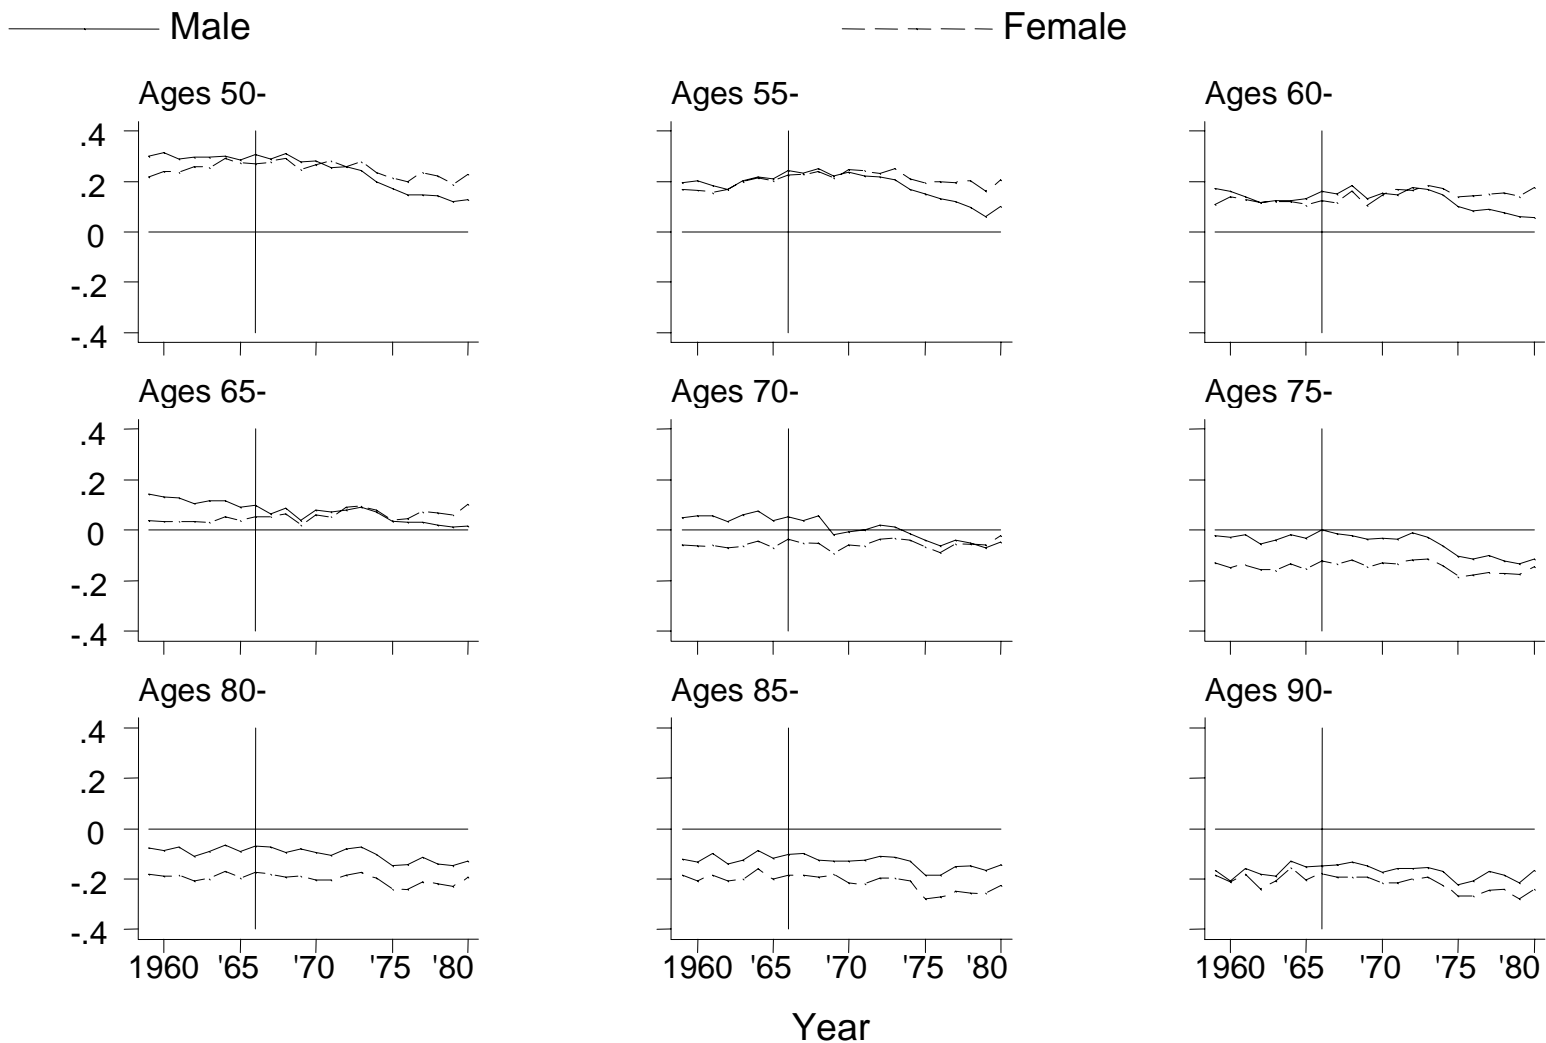 Male Female
Ages 50- Ages 55- Ages 60-
.4
.2
0
-.2
-.4
Ages 65- Ages 70- Ages 75-
.4
.2
0
-.2
-.4
Ages 80- Ages 85- Ages 90-
.4
.2
0
-.2
-.4
1960 '65 '70 '75 '80 1960 '65 '70 '75 '80 1960 '65 '70 '75 '80
Year